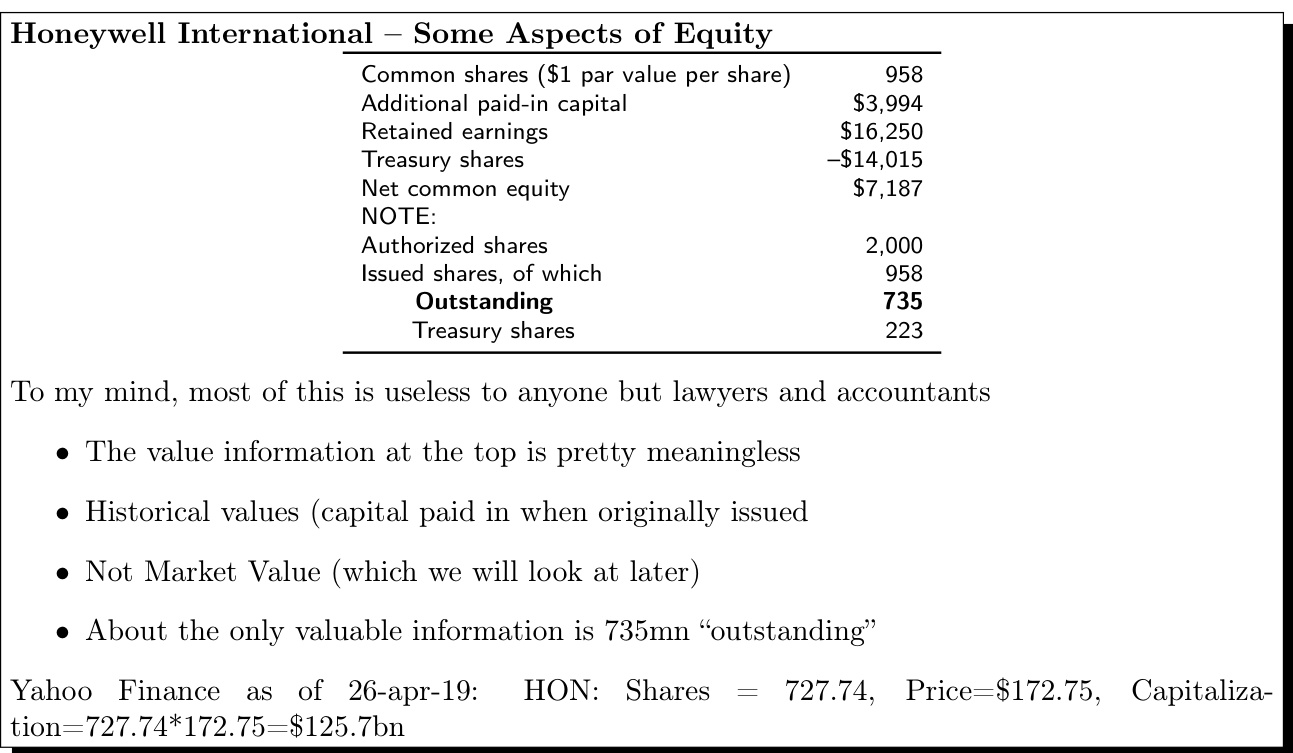 Honeywell International – Some Aspects of Equity
Common shares ($1 par value per share) 958
Additional paid-in capital $3,994
Retained earnings $16,250
Treasury shares –$14,015
Net common equity $7,187
NOTE:
Authorized shares 2,000
Issued shares, of which 958
Outstanding 735
Treasury shares 223
To my mind, most of this is useless to anyone but lawyers and accountants
• The value information at the top is pretty meaningless
• Historical values (capital paid in when originally issued
• Not Market Value (which we will look at later)
• About the only valuable information is 735mn “outstanding”
Yahoo Finance as of 26-apr-19: HON: Shares = 727.74, Price=$172.75, Capitaliza-
tion=727.74*172.75=$125.7bn